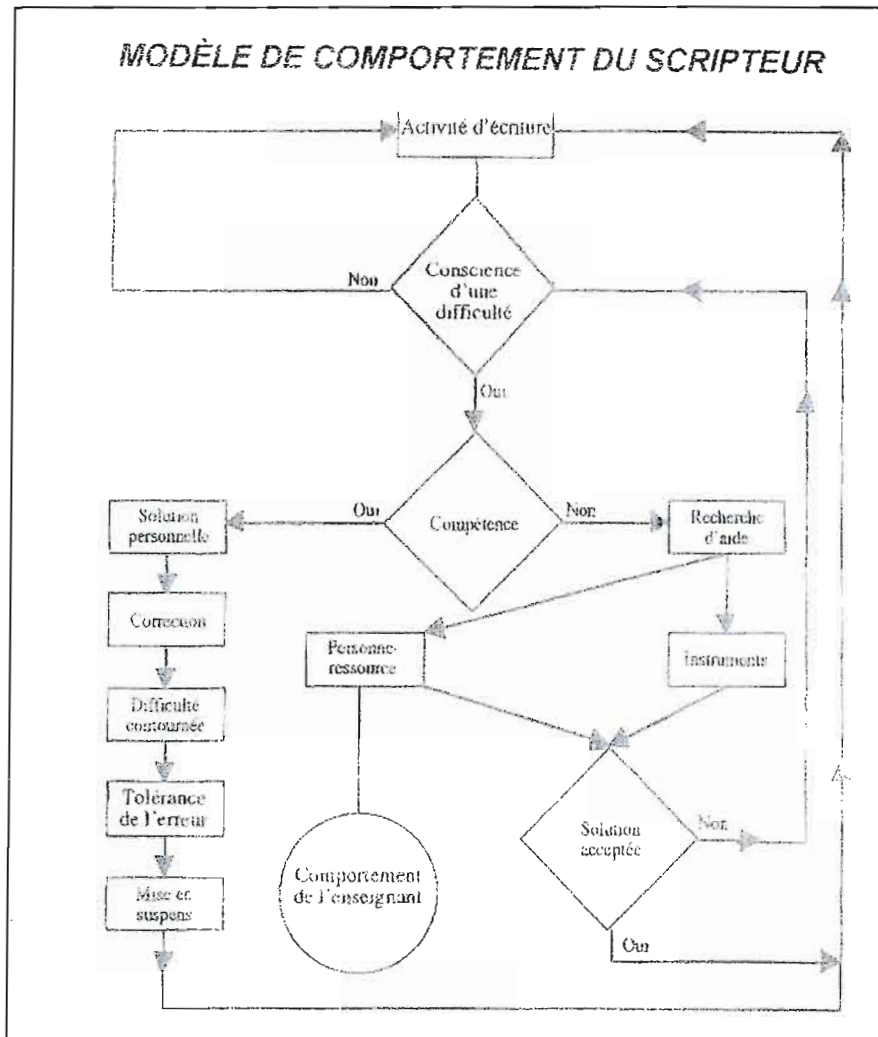 MODÈLE DE COMPORTEMENT DU SCRIPTEUR
Activité d'écriture
Non
Conscience
d'une
difficulté
Oui
Solution
personnelle
Oui
Compétence
Non
Recherche
d'aide
Correction
Personne-
ressource
Instruments
Difficulté
contournée
Tolérance
de l'erreur
Solution
acceptée
Non
Comportement
de l'enseignant
Mise en
suspens
Oui